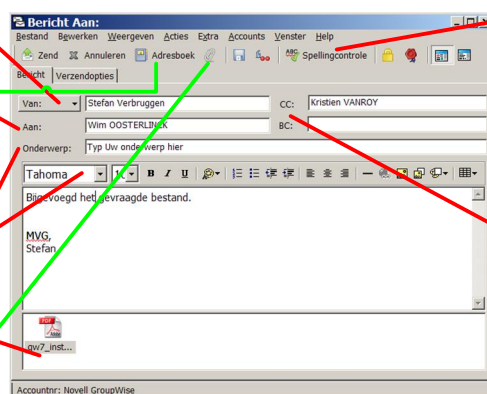 Bericht Aan:
Bestand Bewerken Weergeven Acties Extra Accounts Venster Help
Zend Annuleren Adresboek Spellingcontrole
Bericht Verzendopties
Van: Stefan Verbruggen CC: Kristien VANROY
Aan: Wim OOSTERLINCK BC:
Onderwerp: Typ Uw onderwerp hier
Tahoma B I U
Bijgevoegd het gevraagde bestand.
MVG,
Stefan
PDF
gw7_inst...
Accountnr: Novell GroupWise